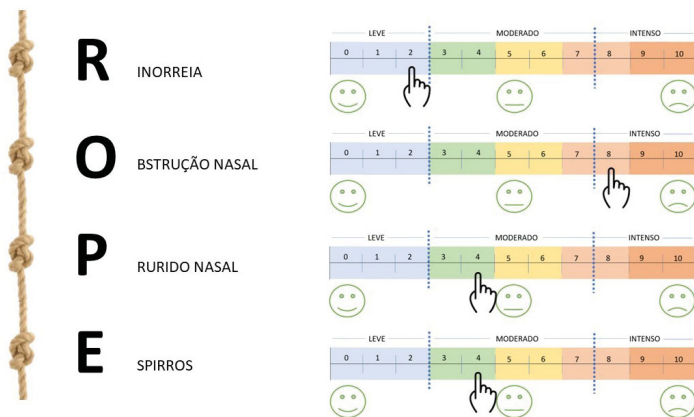 LEVE MODERADO INTENSO
0 1 2 3 4 5 6 7 8 9 10
R INORREIA
LEVE MODERADO INTENSO
0 1 2 3 4 5 6 7 8 9 10
O BSTRUÇÃO NASAL
LEVE MODERADO INTENSO
0 1 2 3 4 5 6 7 8 9 10
P RURIDO NASAL
LEVE MODERADO INTENSO
0 1 2 3 4 5 6 7 8 9 10
E SPIRROS